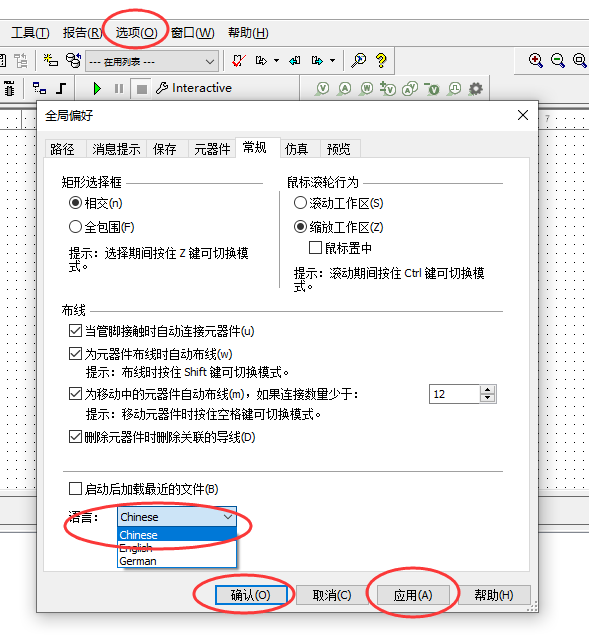 工具(T) 报告(R) 选项(O) 窗口(W) 帮助(H)
--- 在用列表 ---
Interactive
全局偏好
路径 消息提示 保存 元器件 常规 仿真 预览
矩形选择框
相交(n)
全包围(F)
提示：选择期间按住 Z 键可切换模
式。
鼠标滚轮行为
滚动工作区(S)
缩放工作区(Z)
鼠标置中
提示：滚动期间按住 Ctrl 键可切换模
式。
布线
当管脚接触时自动连接元器件(u)
为元器件布线时自动布线(w)
提示：布线时按住 Shift 键可切换模式。
为移动中的元器件自动布线(m)，如果连接数量少于： 12
提示：移动元器件时按住空格键可切换模式。
删除元器件时删除关联的导线(D)
启动后加载最近的文件(B)
语言： Chinese
Chinese
English
German
确认(O) 取消(C) 应用(A) 帮助(H)
7